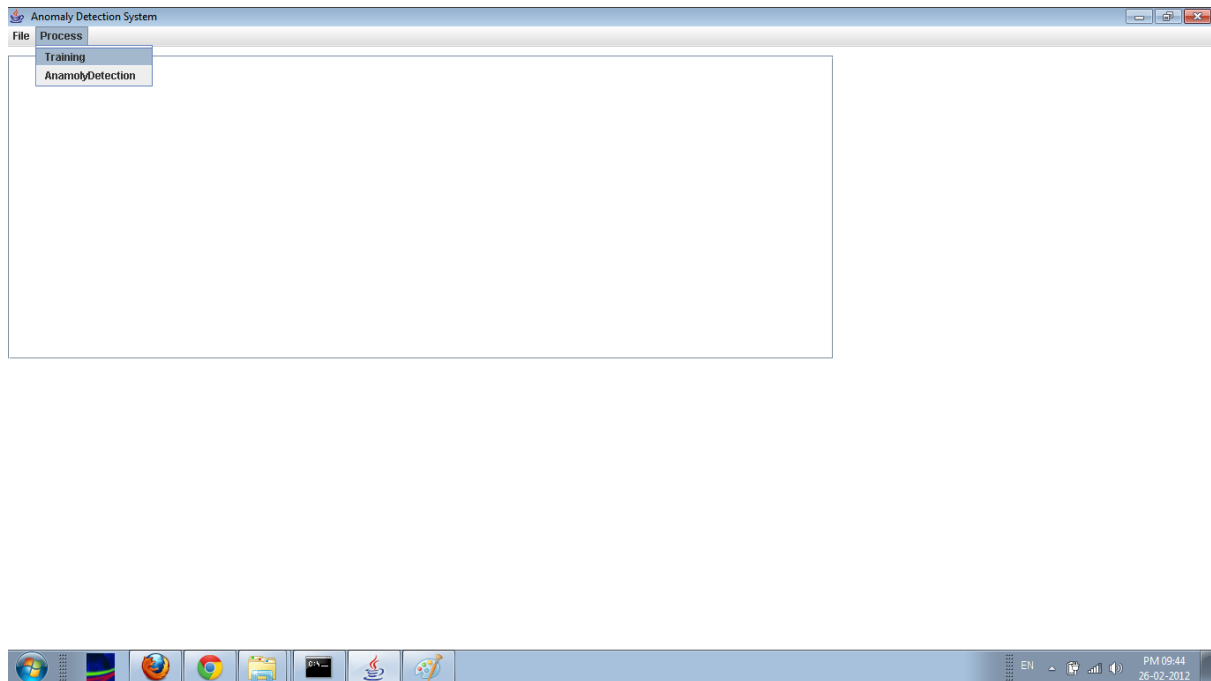 Anomaly Detection System
File Process
Training
AnamolyDetection
C:\_
EN
PM 09:44
26-02-2012